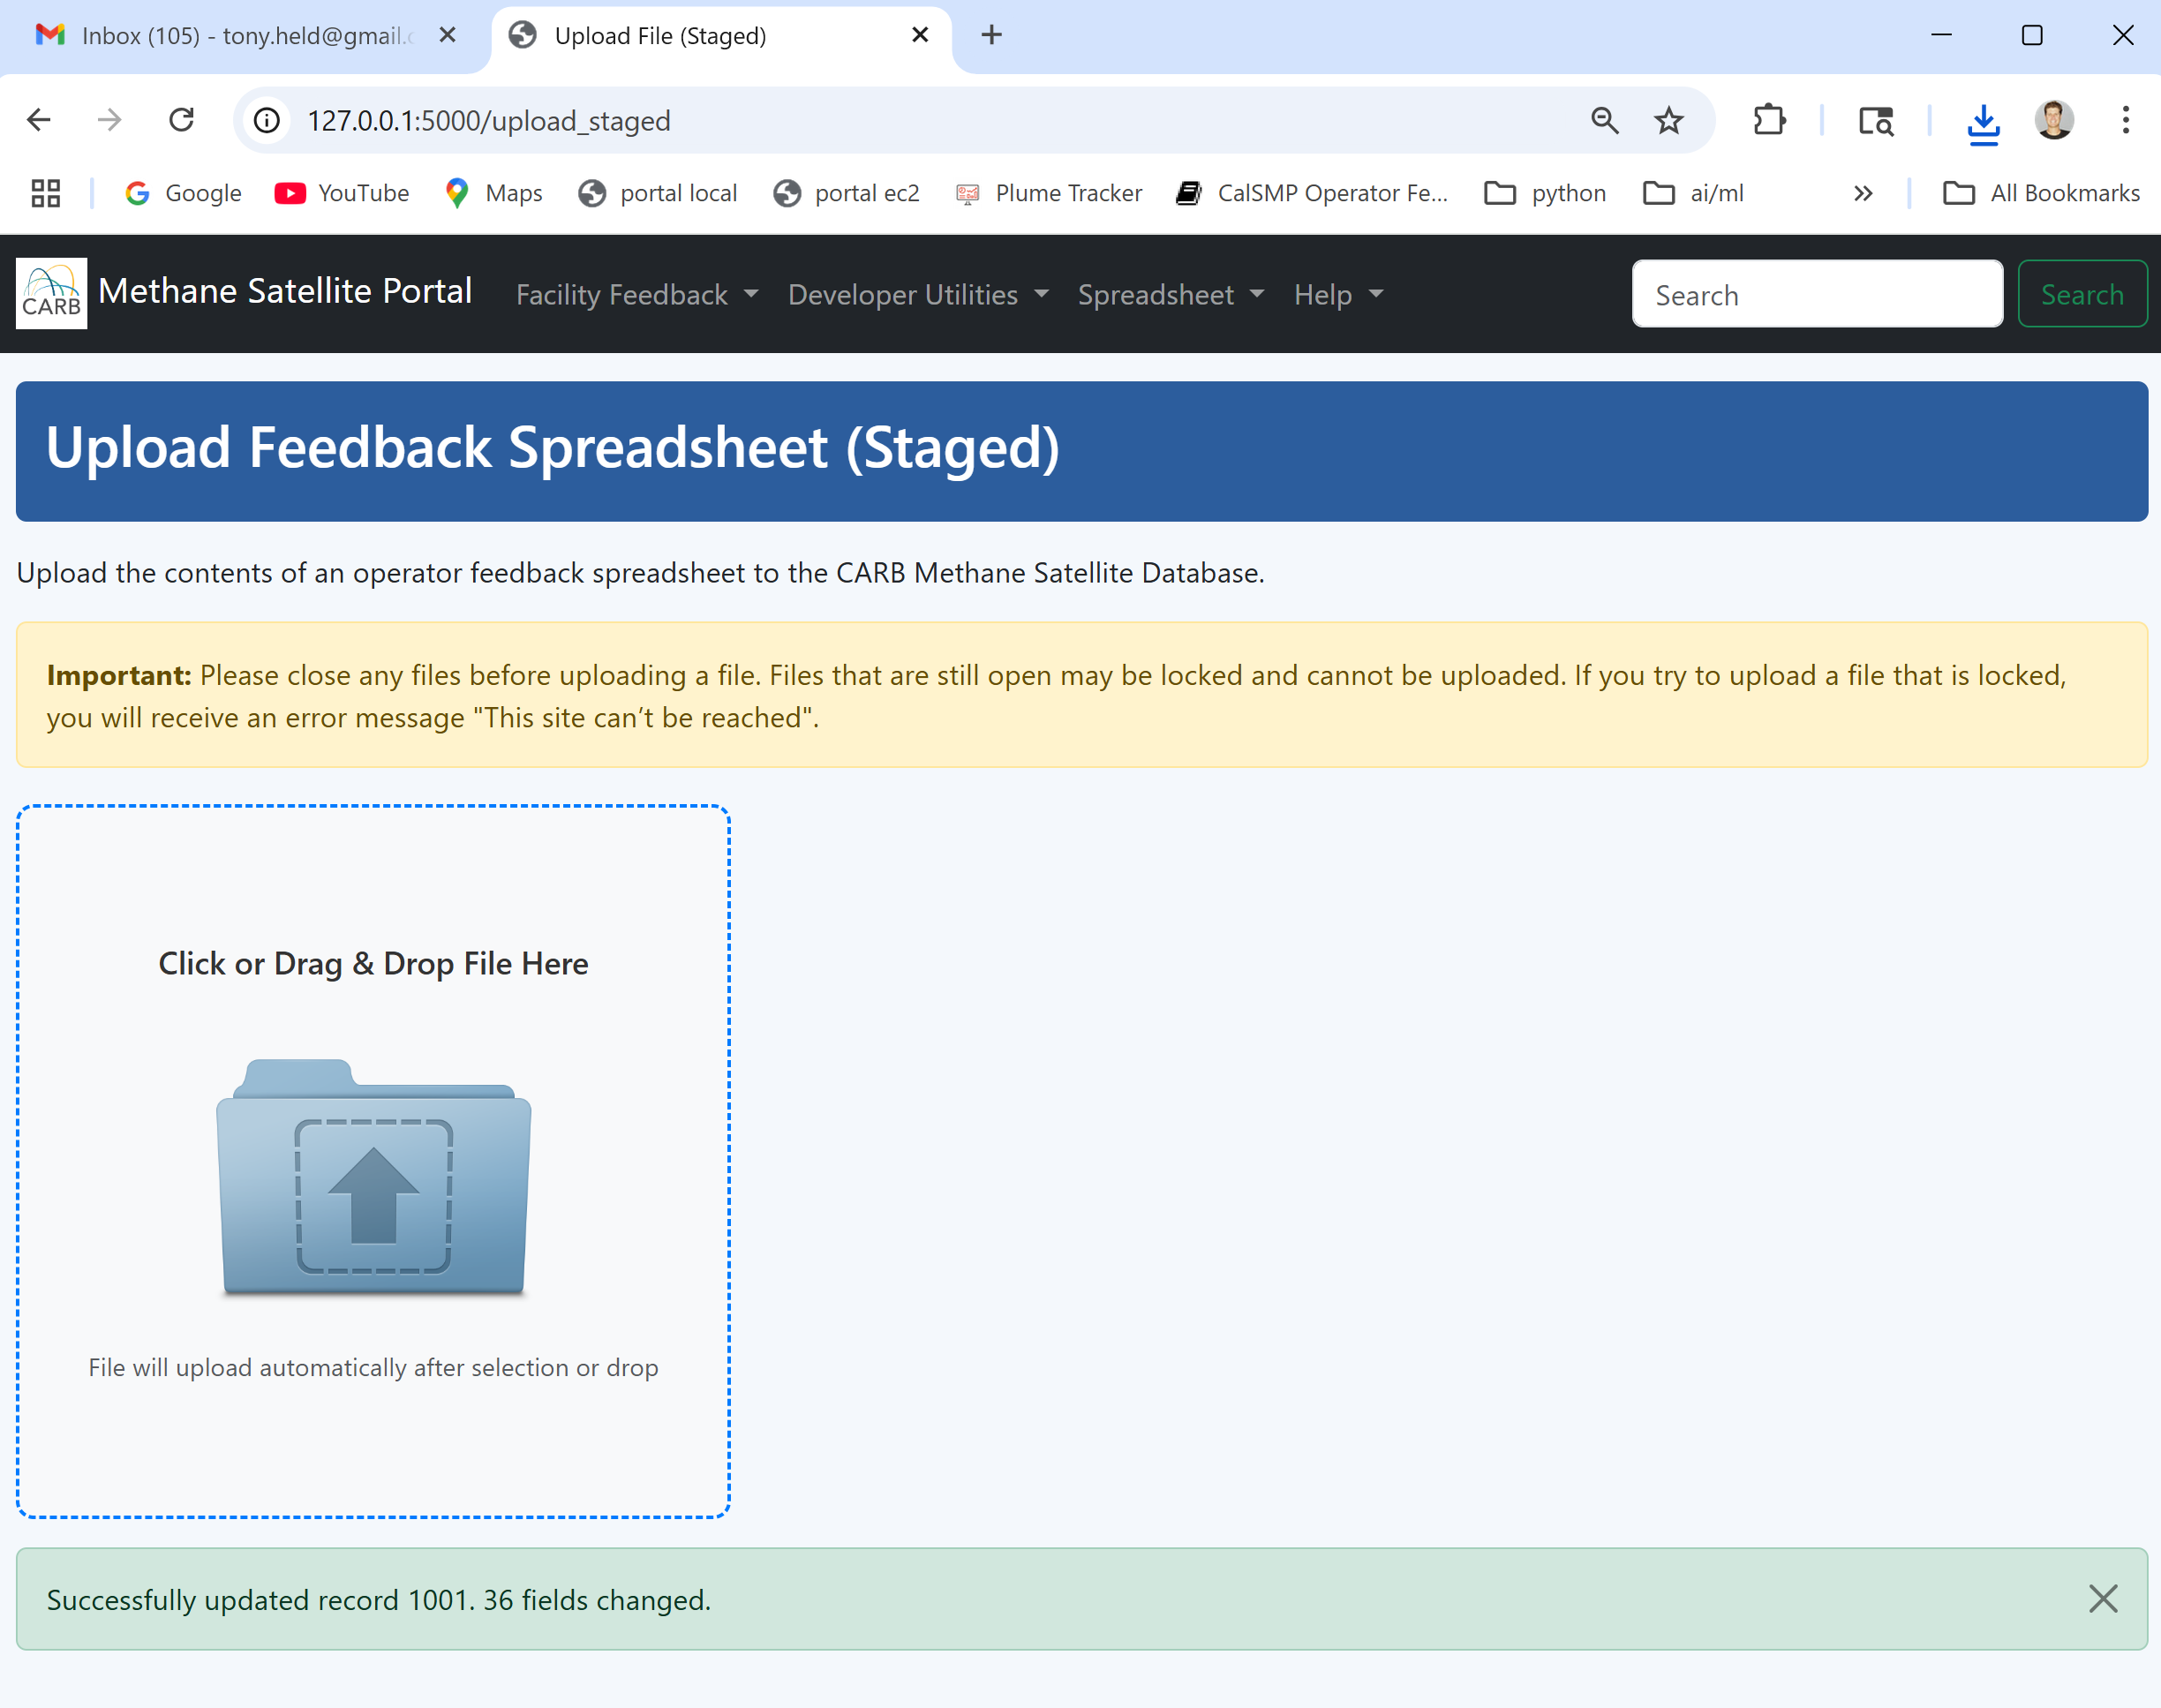 Inbox (105) - tony.held@gmail.c
Upload File (Staged)
127.0.0.1:5000/upload_staged
Google YouTube Maps portal local portal ec2 Plume Tracker CalSMP Operator Fe... python ai/ml » All Bookmarks
CARB Methane Satellite Portal Facility Feedback Developer Utilities Spreadsheet Help Search Search
Upload Feedback Spreadsheet (Staged)
Upload the contents of an operator feedback spreadsheet to the CARB Methane Satellite Database.
Important: Please close any files before uploading a file. Files that are still open may be locked and cannot be uploaded. If you try to upload a file that is locked,
you will receive an error message "This site can’t be reached".
Click or Drag & Drop File Here
File will upload automatically after selection or drop
Successfully updated record 1001. 36 fields changed.